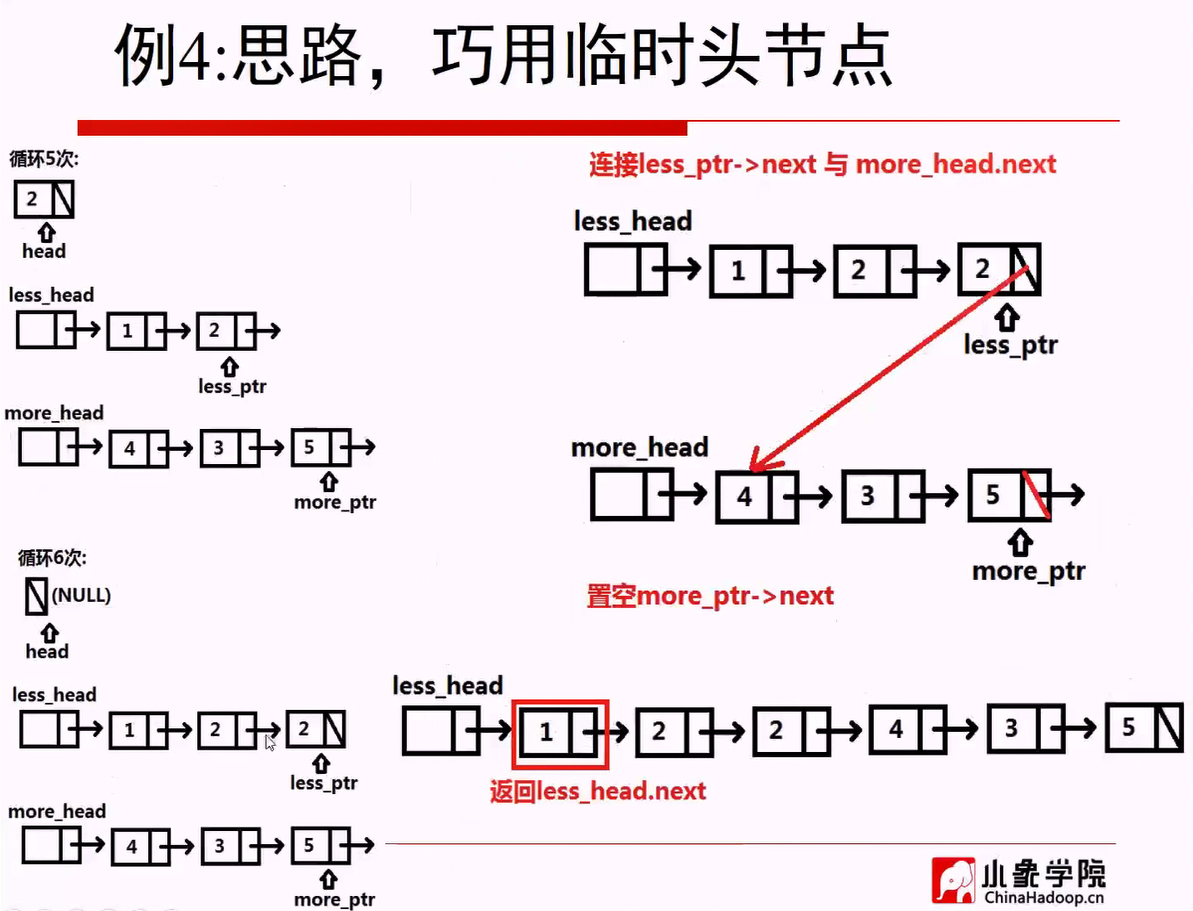 例4:思路，巧用临时头节点
循环5次:
2
head
less_head
1 2
less_ptr
more_head
4 3 5
more_ptr
循环6次:
(NULL)
head
less_head
1 2 2
less_ptr
more_head
4 3 5
more_ptr
连接less_ptr->next 与 more_head.next
less_head
1 2 2
less_ptr
more_head
4 3 5
more_ptr
置空more_ptr->next
less_head
1 2 2 4 3 5
返回less_head.next
小象学院
ChinaHadoop.cn